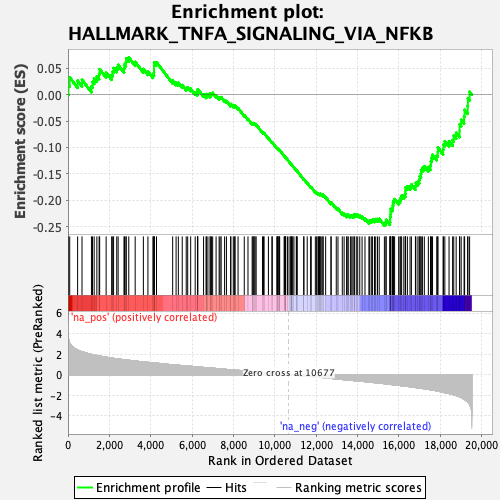 Enrichment plot:
HALLMARK_TNFA_SIGNALING_VIA_NFKB
Enrichment score (ES)
0.05
0.00
-0.05
-0.10
-0.15
-0.20
-0.25
'na_pos' (positively correlated)
Ranked list metric (PreRanked)
6
4
2
0
-2
-4
Zero cross at 10677
'na_neg' (negatively correlated)
0
2,000
4,000
6,000
8,000
10,000
12,000
14,000
16,000
18,000
20,000
Rank in Ordered Dataset
Enrichment profile
Hits
Ranking metric scores